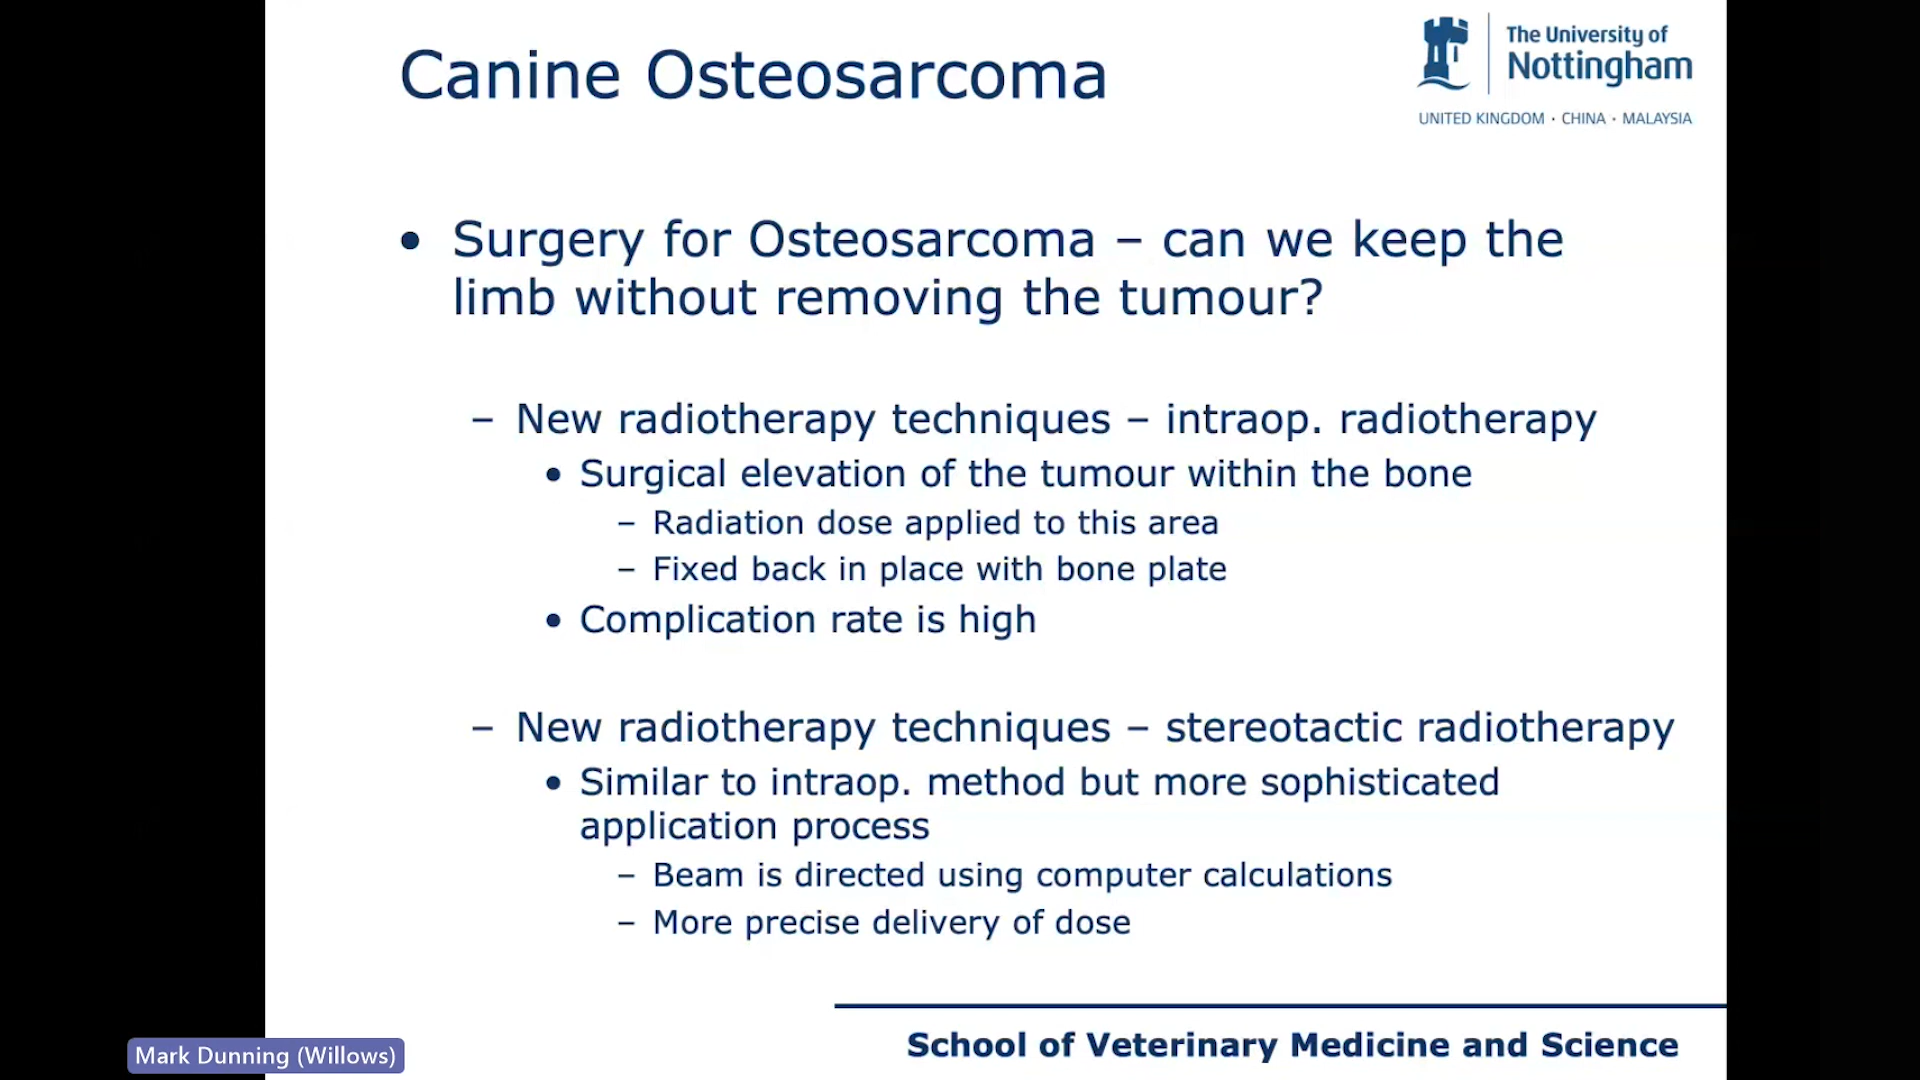 Canine Osteosarcoma
The University of
Nottingham
UNITED KINGDOM · CHINA · MALAYSIA
• Surgery for Osteosarcoma – can we keep the
limb without removing the tumour?
– New radiotherapy techniques – intraop. radiotherapy
• Surgical elevation of the tumour within the bone
– Radiation dose applied to this area
– Fixed back in place with bone plate
• Complication rate is high
– New radiotherapy techniques – stereotactic radiotherapy
• Similar to intraop. method but more sophisticated
application process
– Beam is directed using computer calculations
– More precise delivery of dose
School of Veterinary Medicine and Science
Mark Dunning (Willows)